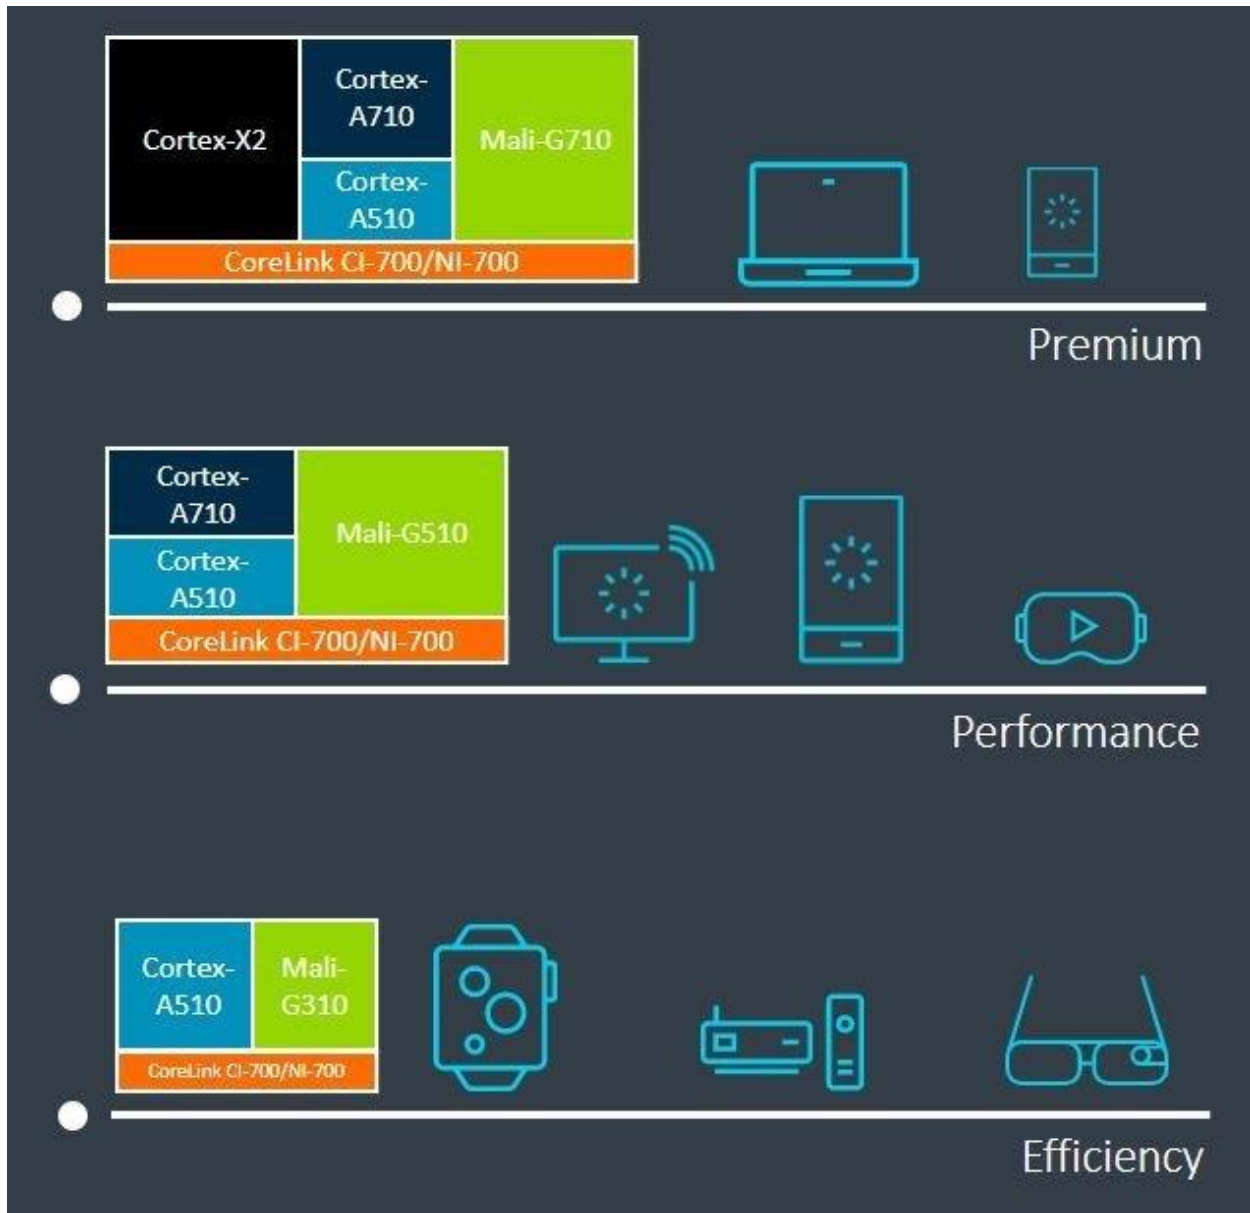 Cortex-X2
Cortex-
A710
Cortex-
A510
Mali-G710
CoreLink CI-700/NI-700
Premium
Cortex-
A710
Cortex-
A510
Mali-G510
CoreLink CI-700/NI-700
Performance
Cortex-
A510
Mali-
G310
CoreLink CI-700/NI-700
Efficiency